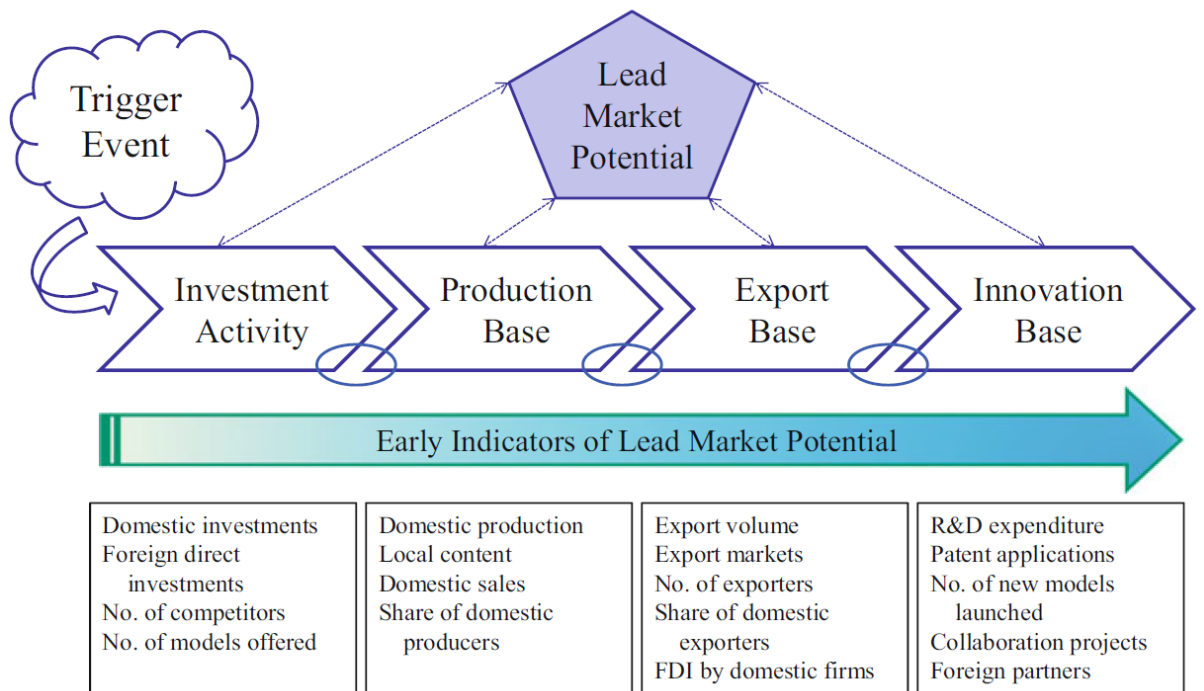 Trigger
Event
Lead
Market
Potential
Investment
Activity
Production
Base
Export
Base
Innovation
Base
Early Indicators of Lead Market Potential
Domestic investments
Foreign direct
investments
No. of competitors
No. of models offered
Domestic production
Local content
Domestic sales
Share of domestic
producers
Export volume
Export markets
No. of exporters
Share of domestic
exporters
FDI by domestic firms
R&D expenditure
Patent applications
No. of new models
launched
Collaboration projects
Foreign partners